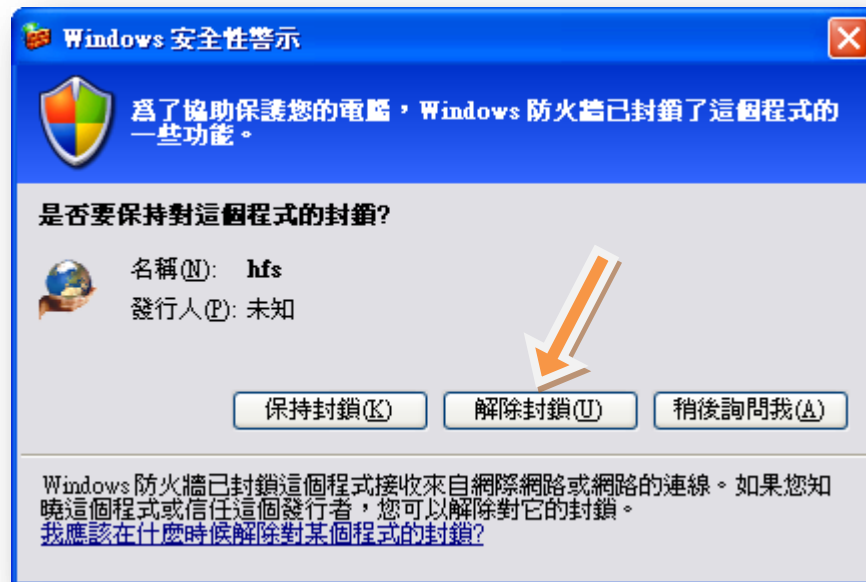 Windows 安全性警示
為了協助保護您的電腦，Windows 防火牆已封鎖了這個程式的
一些功能。
是否要保持對這個程式的封鎖?
名稱(N): hfs
發行人(P): 未知
保持封鎖(K) 解除封鎖(U) 稍後詢問我(A)
Windows 防火牆已封鎖這個程式接收來自網際網路或網路的連線。如果您知
曉這個程式或信任這個發行者，您可以解除對它的封鎖。
我應該在什麼時候解除對某個程式的封鎖?